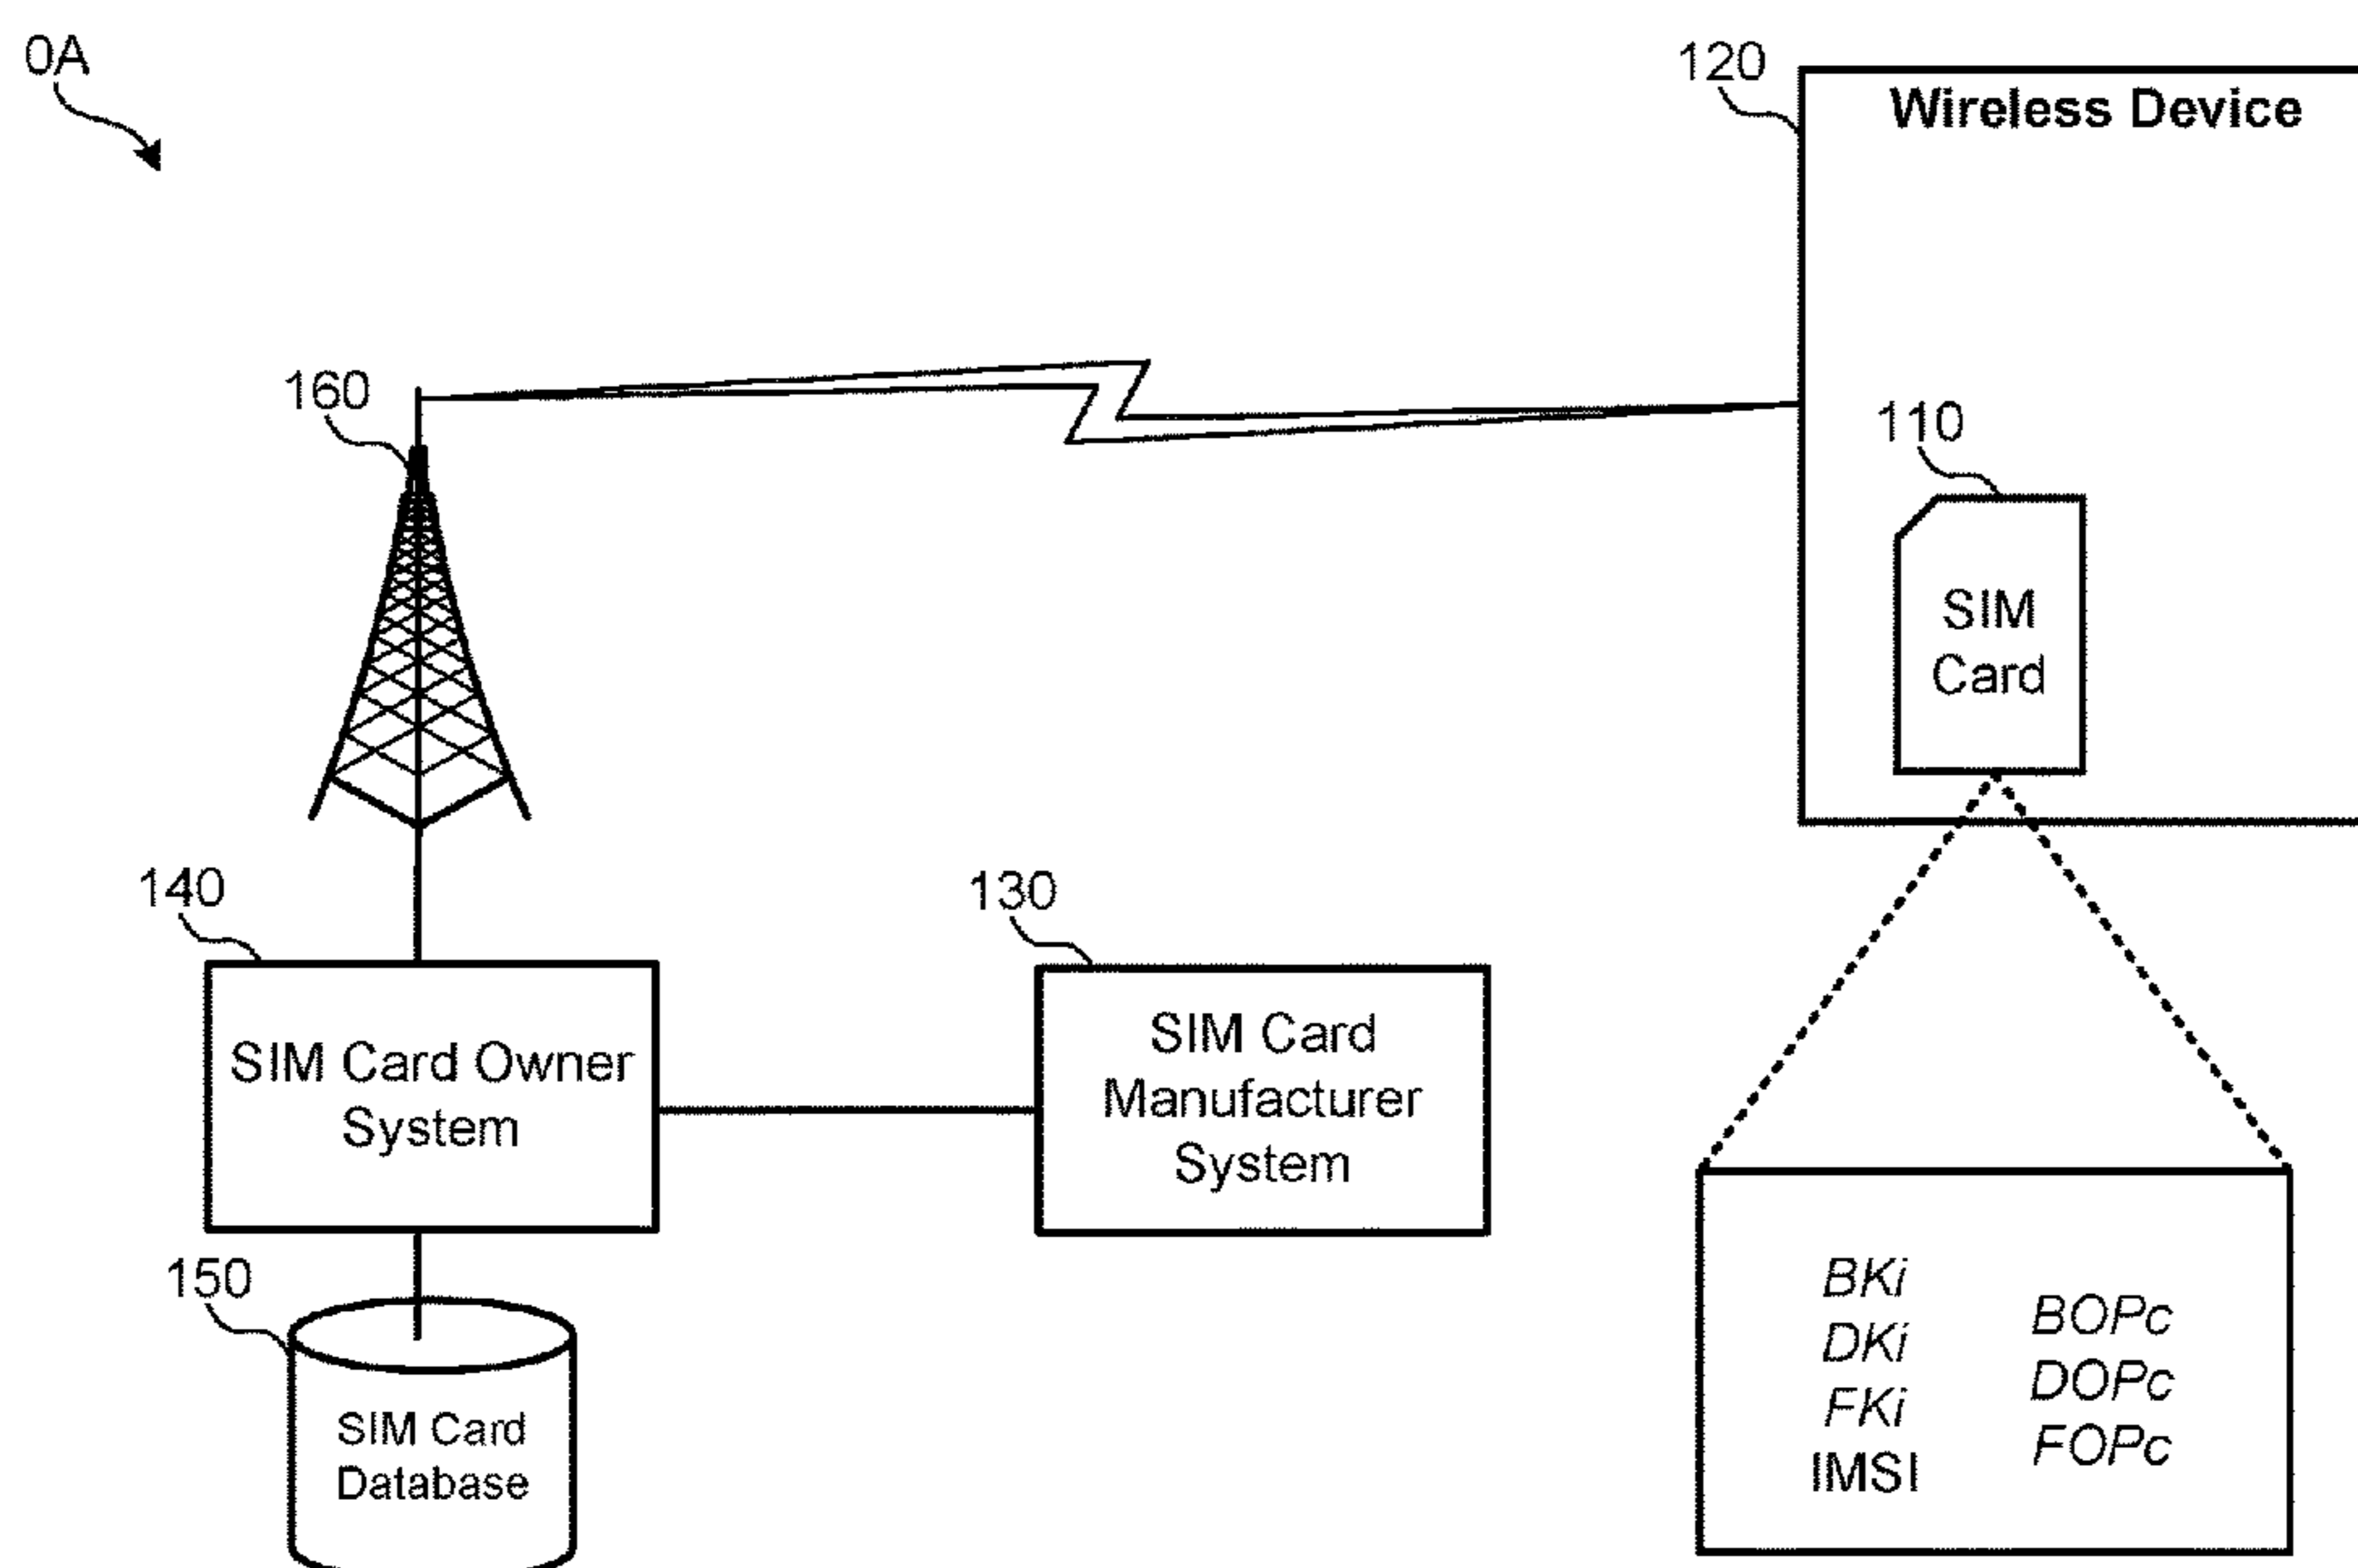 0A
120
Wireless Device
160
110
SIM
Card
140
130
SIM Card Owner
System
SIM Card
Manufacturer
System
150
SIM Card
Database
BKi
DKi
FKi
IMSI
BOPc
DOPc
FOPc